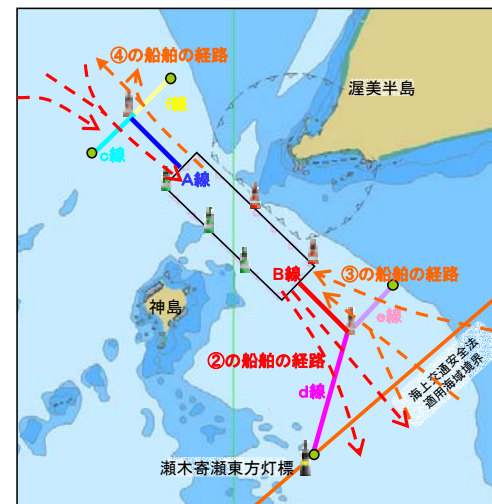 ④の船舶の経路
f線
渥美半島
c線
A線
B線
③の船舶の経路
神島
e線
②の船舶の経路
海上交通安全法
適用海域境界
d線
瀬木寄瀬東方灯標